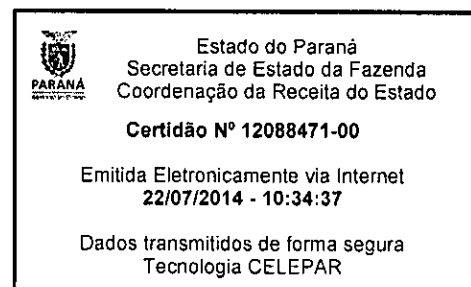 PARANÁ
Estado do Paraná
Secretaria de Estado da Fazenda
Coordenação da Receita do Estado
Certidão Nº 12088471-00
Emitida Eletronicamente via Internet
22/07/2014 - 10:34:37
Dados transmitidos de forma segura
Tecnologia CELEPAR